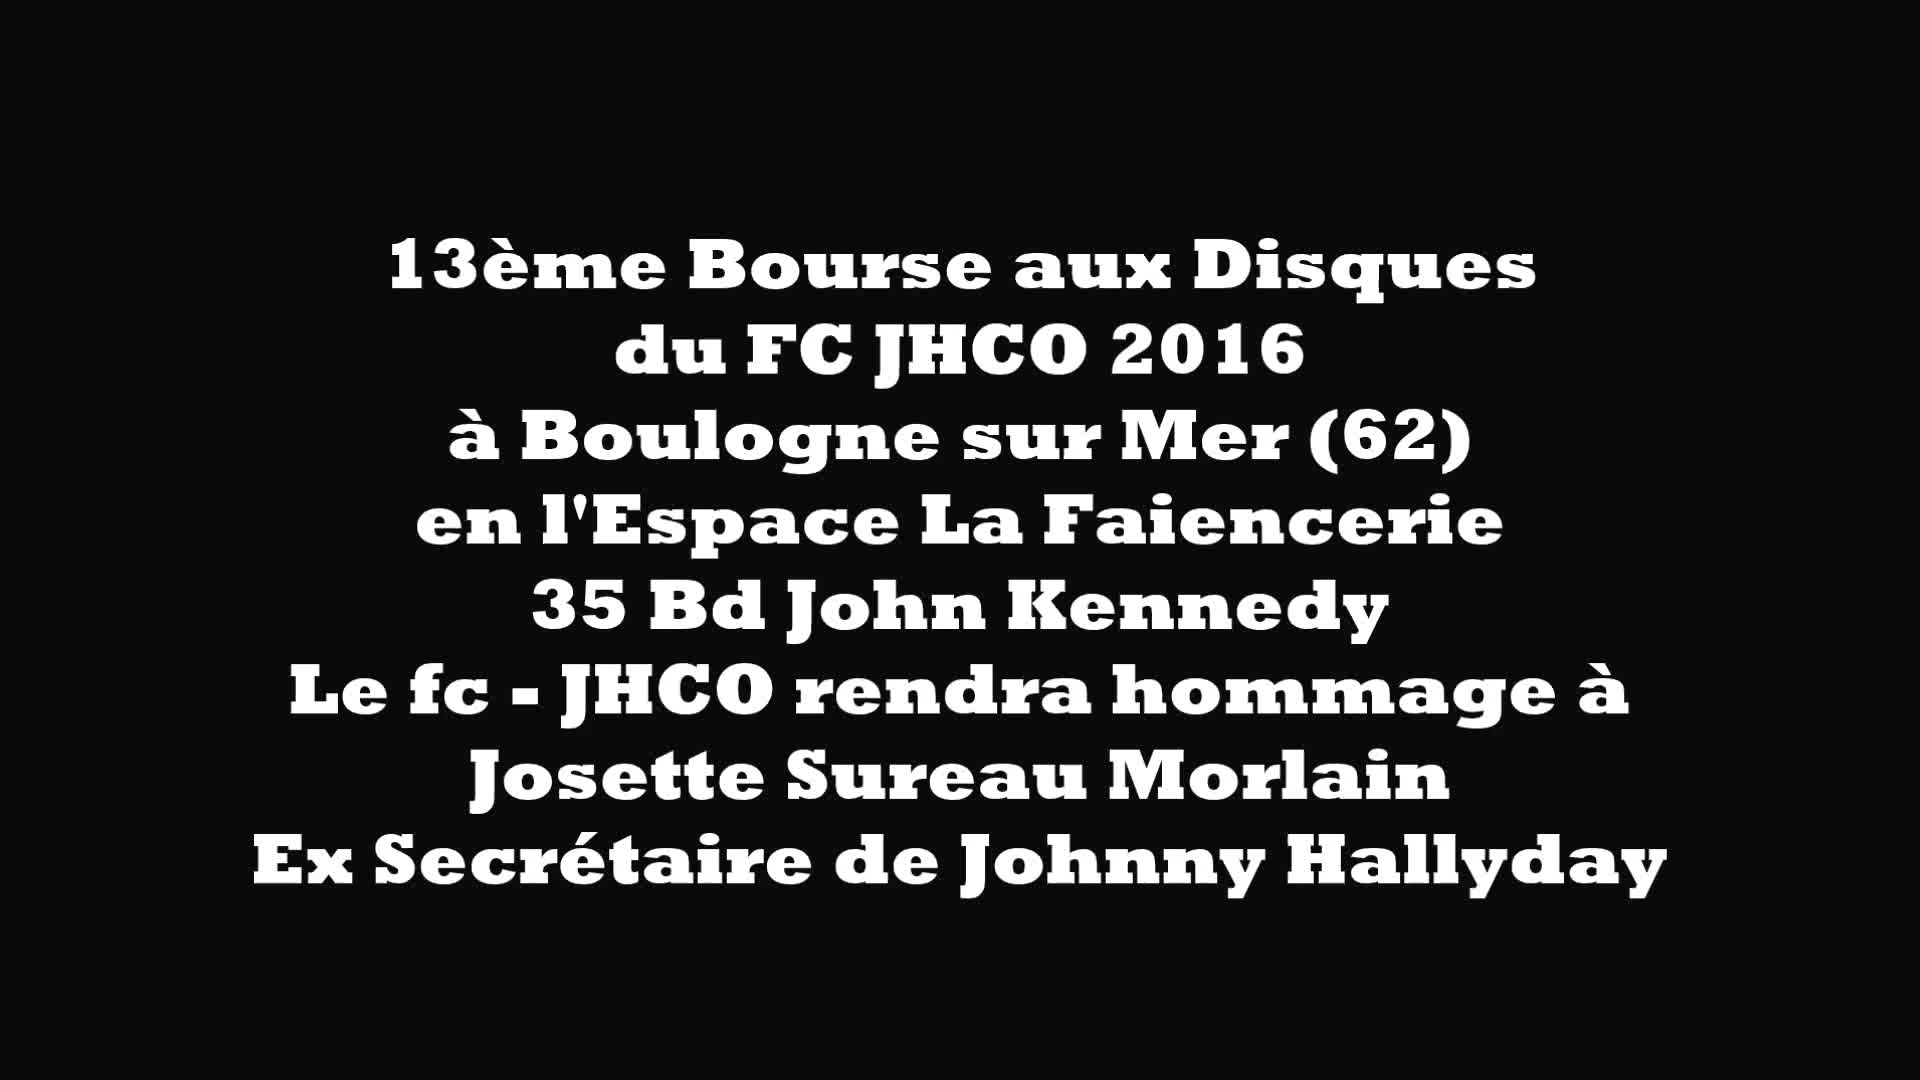 13ème Bourse aux Disques
du FC JHCO 2016
à Boulogne sur Mer (62)
en l'Espace La Faiencerie
35 Bd John Kennedy
Le fc - JHCO rendra hommage à
Josette Sureau Morlain
Ex Secrétaire de Johnny Hallyday